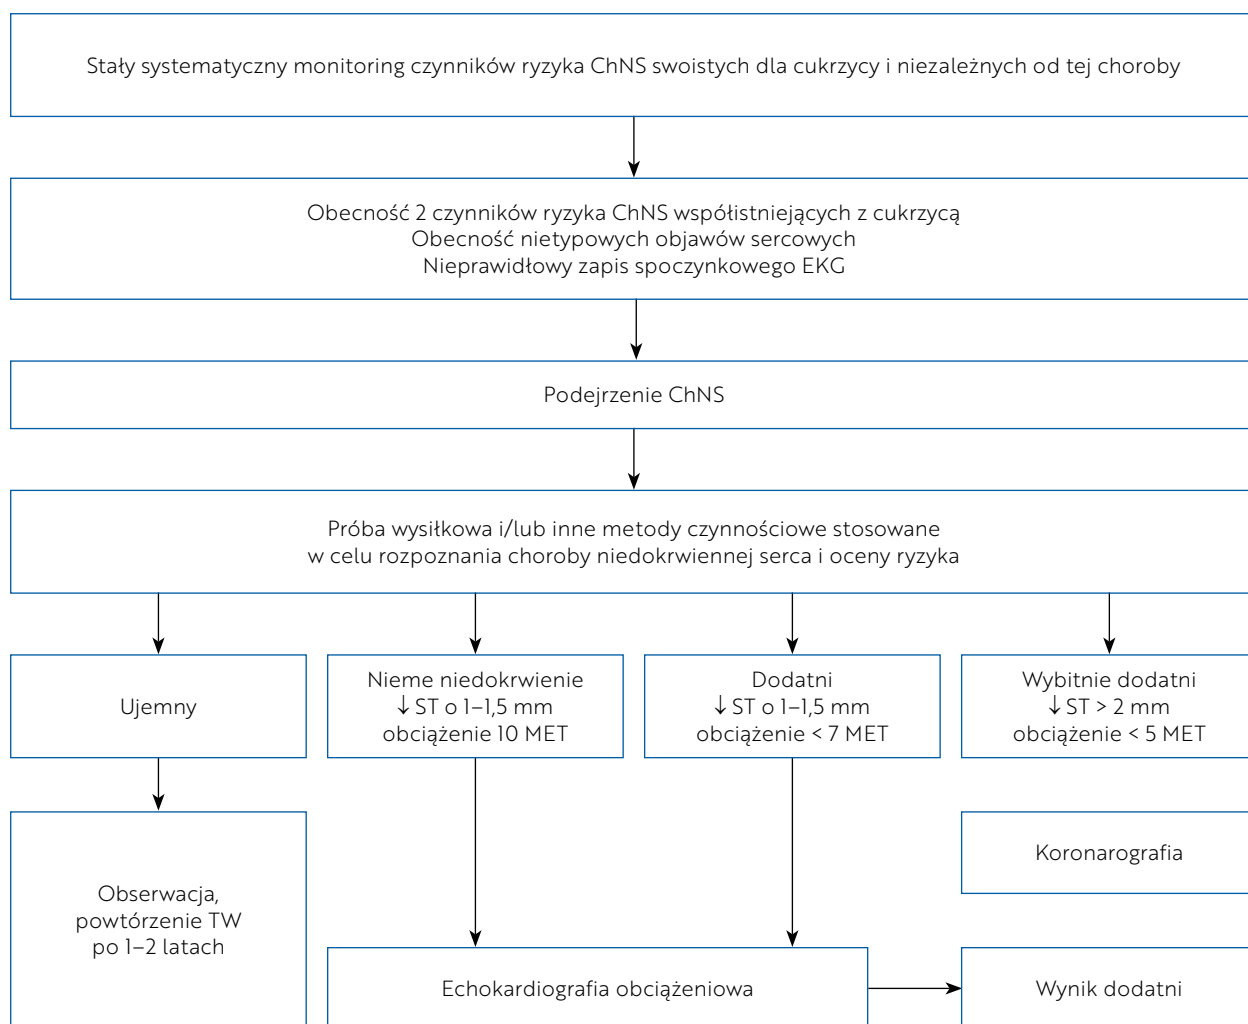 Stały systematyczny monitoring czynników ryzyka ChNS swoistych dla cukrzycy i niezależnych od tej choroby
Obecność 2 czynników ryzyka ChNS współistniejących z cukrzycą
Obecność nietypowych objawów sercowych
Nieprawidłowy zapis spoczynkowego EKG
Podejrzenie ChNS
Próba wysiłkowa i/lub inne metody czynnościowe stosowane
w celu rozpoznania choroby niedokrwiennej serca i oceny ryzyka
Ujemny
Nieme niedokrwienie
↓ ST o 1–1,5 mm
obciążenie 10 MET
Dodatni
↓ ST o 1–1,5 mm
obciążenie < 7 MET
Wybitnie dodatni
↓ ST > 2 mm
obciążenie < 5 MET
Koronarografia
Obserwacja,
powtórzenie TW
po 1–2 latach
Echokardiografia obciążeniowa
Wynik dodatni